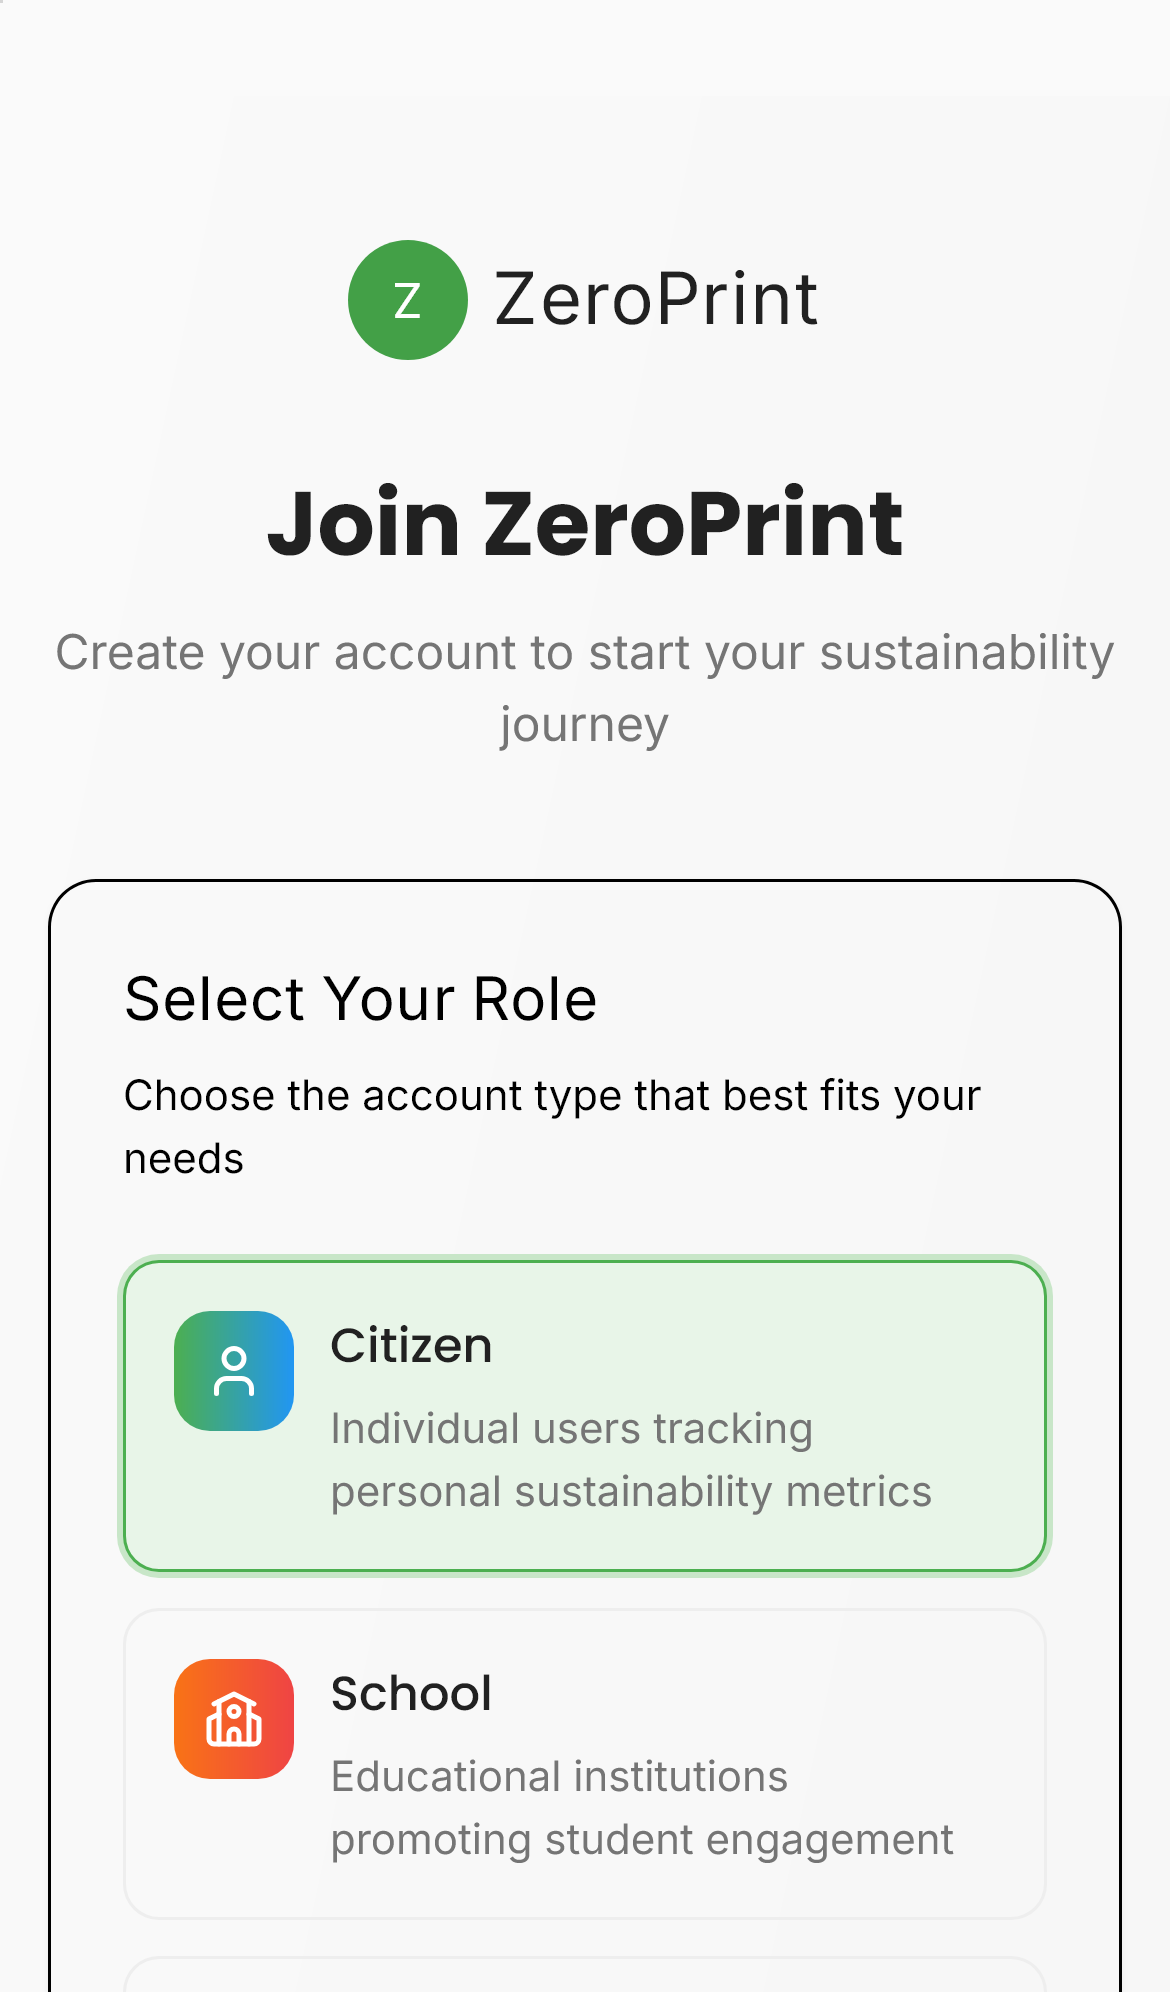 Z ZeroPrint
Join ZeroPrint
Create your account to start your sustainability
journey
Select Your Role
Choose the account type that best fits your
needs
Citizen
Individual users tracking
personal sustainability metrics
School
Educational institutions
promoting student engagement